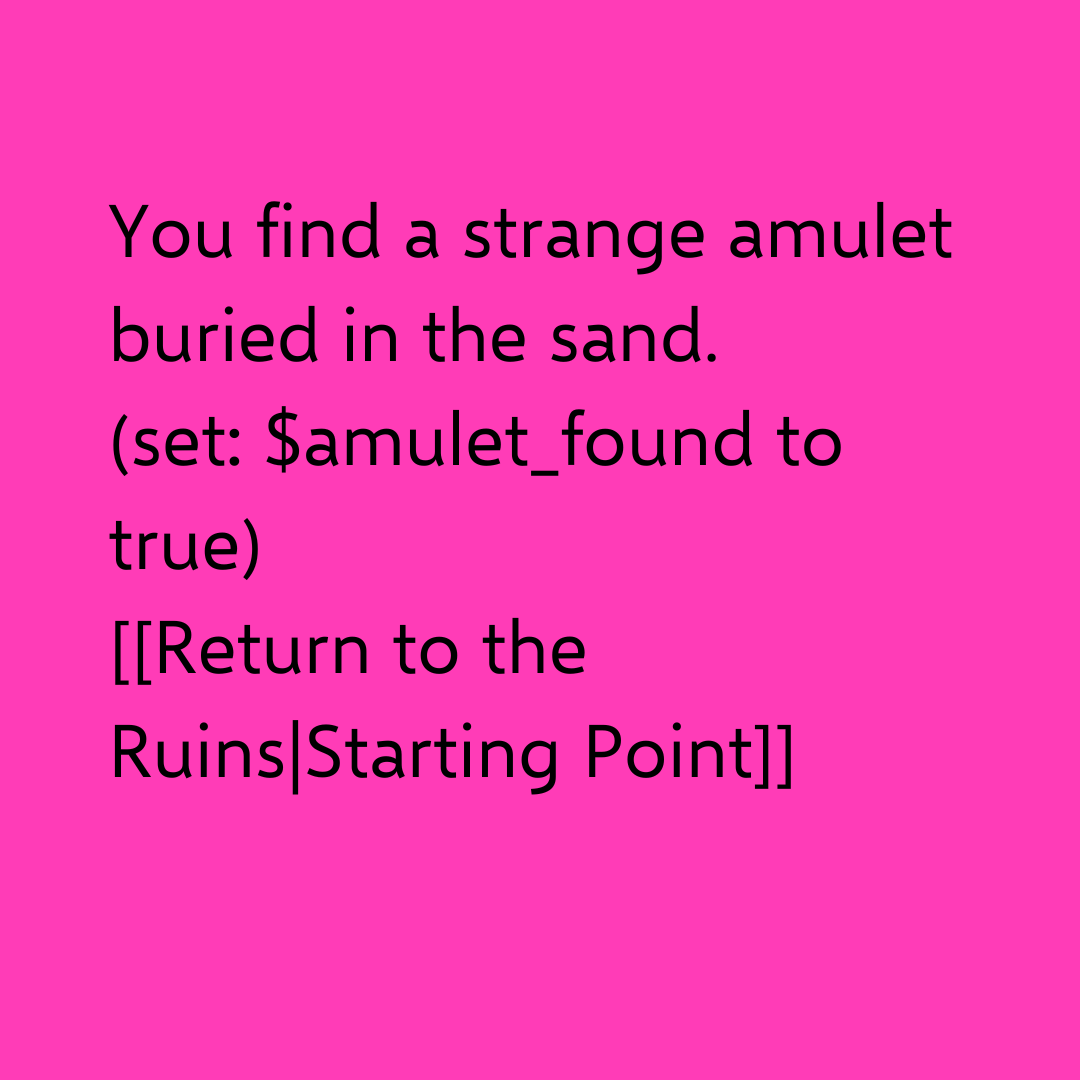 You find a strange amulet
buried in the sand.
(set: $amulet_found to
true)
[[Return to the
Ruins|Starting Point]]